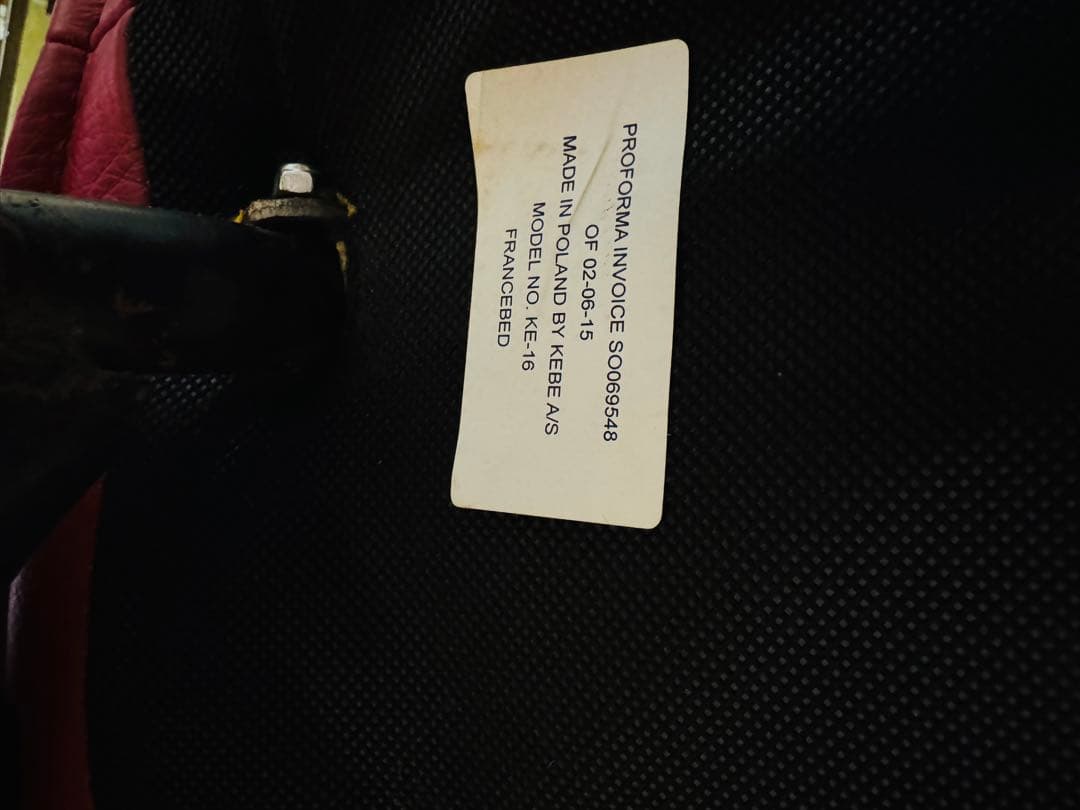 PROFORMA INVOICE SO069548
OF 02-06-15
MADE IN POLAND BY KEBE A/S
MODEL NO. KE-16
FRANCEBED